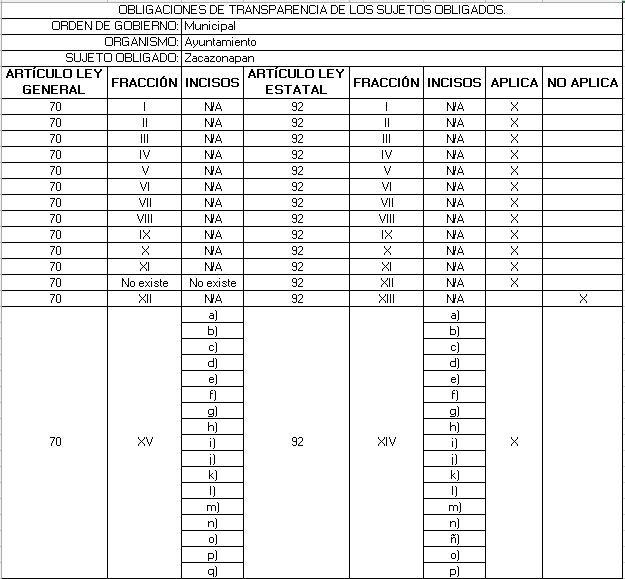 OBLIGACIONES DE TRANSPARENCIA DE LOS SUJETOS OBLIGADOS.
ORDEN DE GOBIERNO: Municipal
ORGANISMO: Ayuntamiento
SUJETO OBLIGADO: Zacazonapan
ARTÍCULO LEY GENERAL FRACCIÓN INCISOS ARTÍCULO LEY ESTATAL FRACCIÓN INCISOS APLICA NO APLICA
70 I N/A 92 I N/A X
70 II N/A 92 II N/A X
70 III N/A 92 III N/A X
70 IV N/A 92 IV N/A X
70 V N/A 92 V N/A X
70 VI N/A 92 VI N/A X
70 VII N/A 92 VII N/A X
70 VIII N/A 92 VIII N/A X
70 IX N/A 92 IX N/A X
70 X N/A 92 X N/A X
70 XI N/A 92 XI N/A X
70 No existe No existe 92 XII N/A X
70 XII N/A 92 XIII N/A X
a) a)
b) b)
c) c)
d) d)
e) e)
f) f)
g) g)
h) h)
70 XV i) 92 XIV i) X
j) j)
k) k)
l) l)
m) m)
n) n)
o) ñ)
p) o)
q) p)